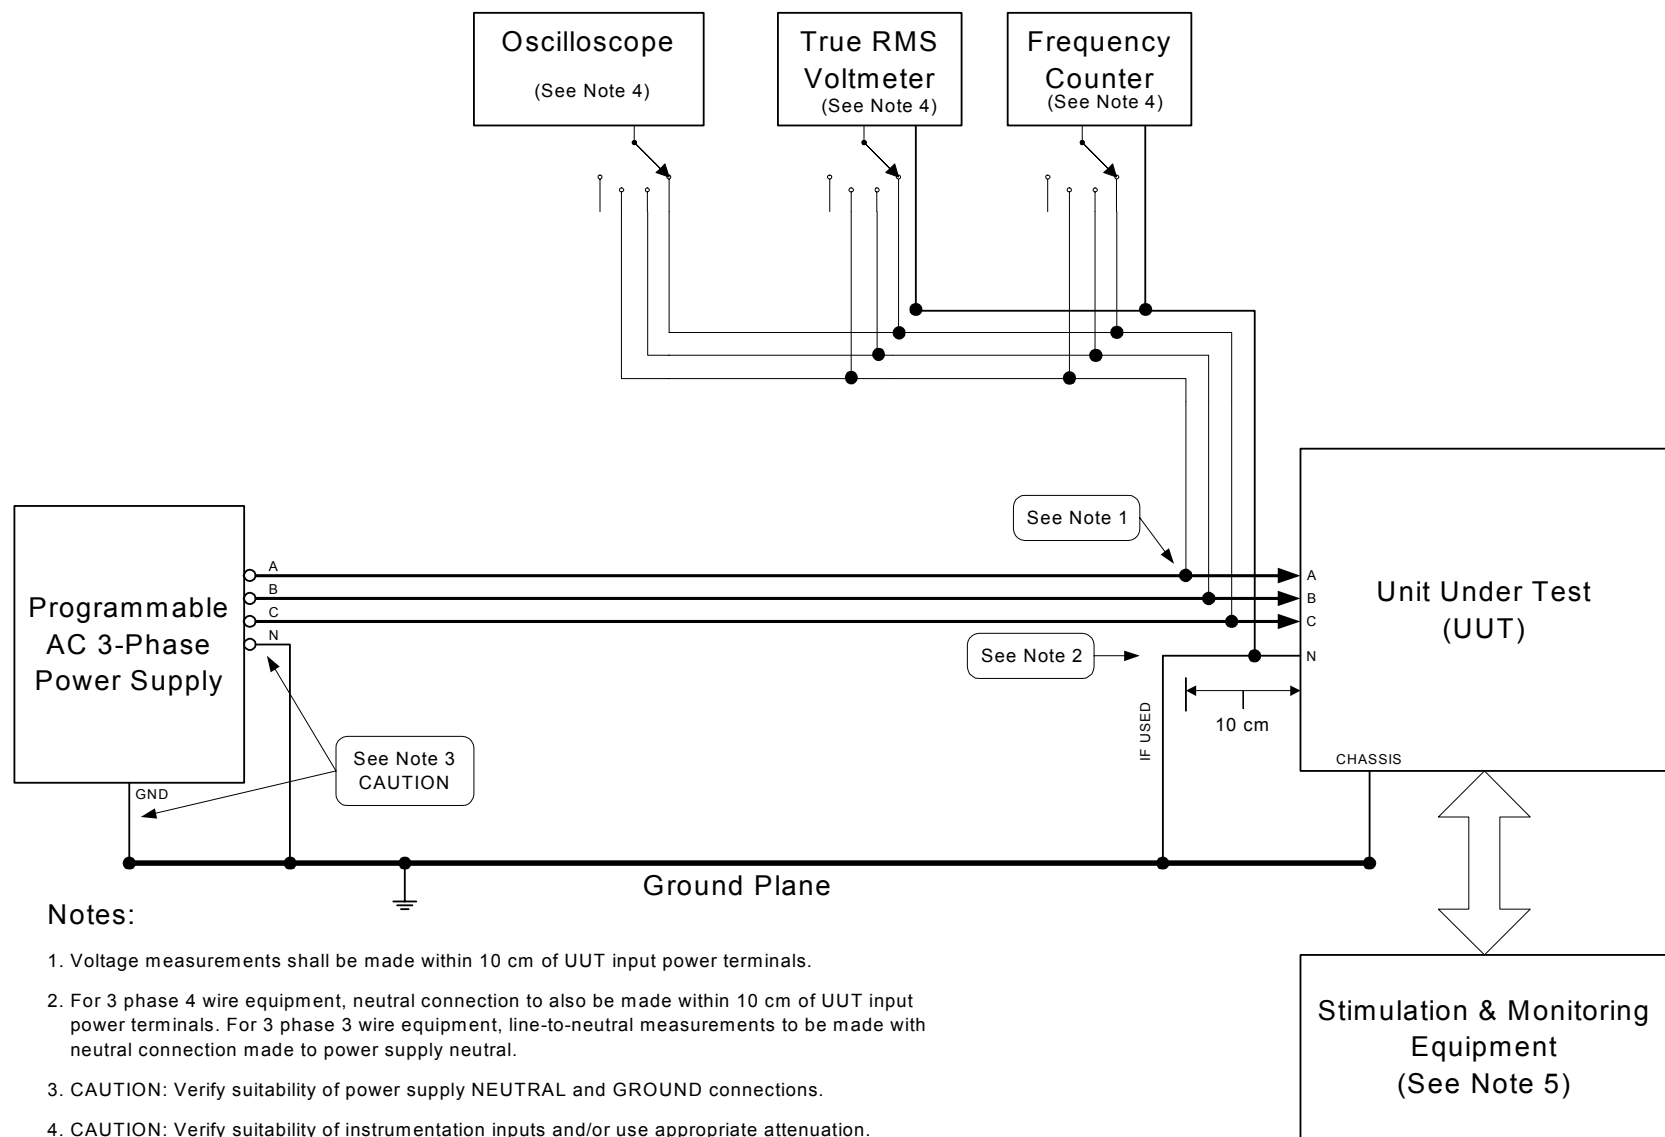 Oscilloscope
(See Note 4)
True RMS
Voltmeter
(See Note 4)
Frequency
Counter
(See Note 4)
See Note 1
Programmable
AC 3-Phase
Power Supply
A
B
C
N
GND
See Note 3
CAUTION
See Note 2
IF USED
10 cm
A
B
C
N
Unit Under Test
(UUT)
CHASSIS
Ground Plane
Stimulation & Monitoring
Equipment
(See Note 5)
Notes:
1. Voltage measurements shall be made within 10 cm of UUT input power terminals.
2. For 3 phase 4 wire equipment, neutral connection to also be made within 10 cm of UUT input
power terminals. For 3 phase 3 wire equipment, line-to-neutral measurements to be made with
neutral connection made to power supply neutral.
3. CAUTION: Verify suitability of power supply NEUTRAL and GROUND connections.
4. CAUTION: Verify suitability of instrumentation inputs and/or use appropriate attenuation.